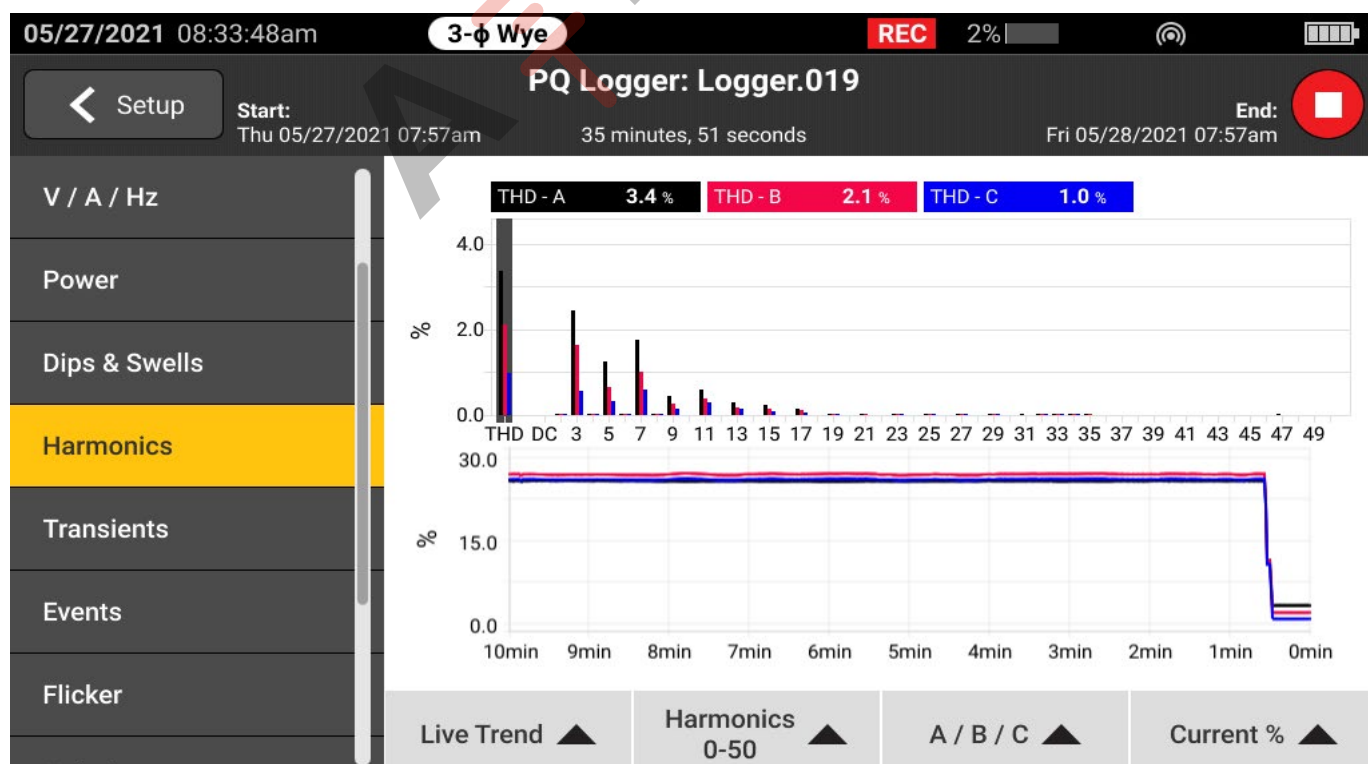 05/27/2021 08:33:48am 3-ϕ Wye REC 2%
Setup
PQ Logger: Logger.019
Start:
Thu 05/27/2021 07:57am
35 minutes, 51 seconds
End:
Fri 05/28/2021 07:57am
V / A / Hz
Power
Dips & Swells
Harmonics
Transients
Events
Flicker
THD - A 3.4 % THD - B 2.1 % THD - C 1.0 %
4.0
2.0
0.0
%
THD DC 3 5 7 9 11 13 15 17 19 21 23 25 27 29 31 33 35 37 39 41 43 45 47 49
30.0
15.0
0.0
%
10min 9min 8min 7min 6min 5min 4min 3min 2min 1min 0min
Live Trend
Harmonics
0-50
A / B / C
Current %